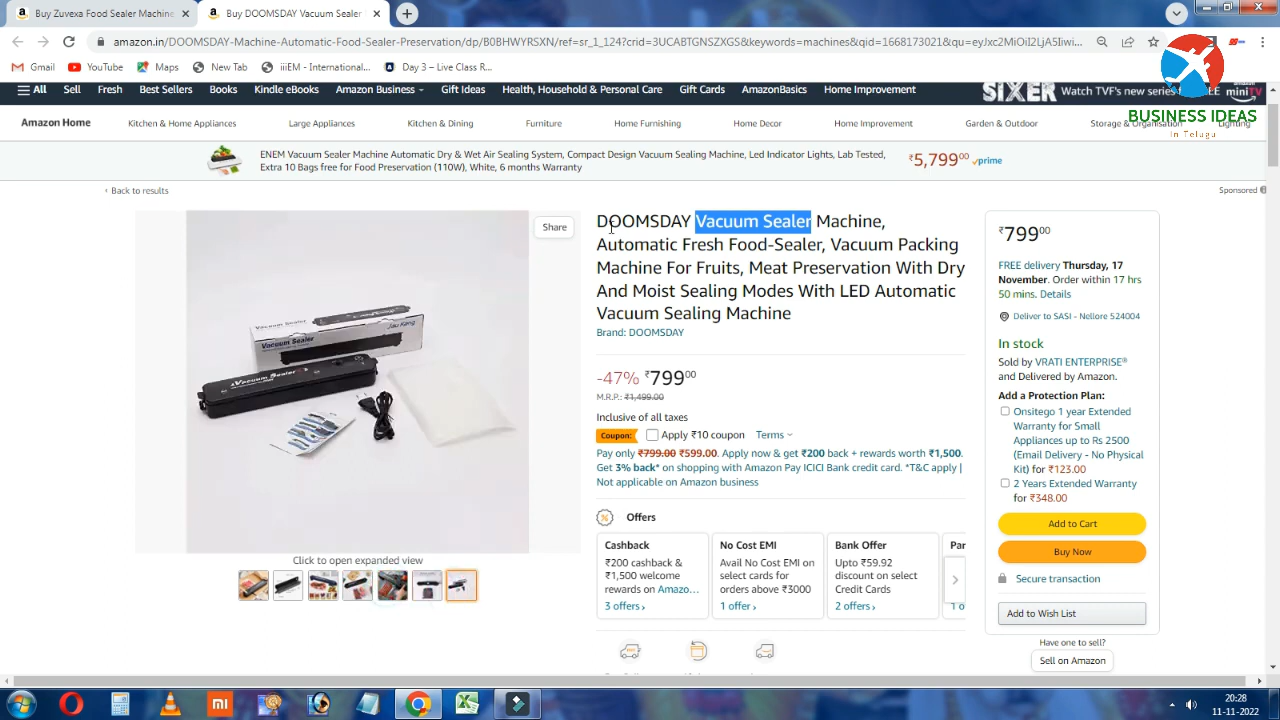 Buy Zuvexa Food Sealer Machine
Buy DOOMSDAY Vacuum Sealer
amazon.in/DOOMSDAY-Machine-Automatic-Food-Sealer-Preservation/dp/B0BHWYRSXN/ref=sr_1_124?crid=3UCABTGNSZXGS&keywords=machines&qid=1668173021&qu=eyJxc2MiOiI2LjA5Iiwi...
Gmail
YouTube
Maps
New Tab
iiiEM - Internationa...
Day 3 – Live Class R...
All
Sell
Fresh
Best Sellers
Books
Kindle eBooks
Amazon Business
Gift Ideas
Health, Household & Personal Care
Gift Cards
AmazonBasics
Home Improvement
SIXER
Watch TVF's new series
mini TV
BUSINESS IDEAS
In Telugu
Amazon Home
Kitchen & Home Appliances
Large Appliances
Kitchen & Dining
Furniture
Home Furnishing
Home Decor
Home Improvement
Garden & Outdoor
Storage & Organisation
Lighting
ENEM Vacuum Sealer Machine Automatic Dry & Wet Air Sealing System, Compact Design Vacuum Sealing Machine, Led Indicator Lights, Lab Tested,
Extra 10 Bags free for Food Preservation (110W), White, 6 months Warranty
₹5,799⁰⁰
prime
‹ Back to results
Sponsored
Share
Vacuum Sealer
Jau Keng
Vacuum Sealer
Click to open expanded view
DOOMSDAY Vacuum Sealer Machine,
Automatic Fresh Food-Sealer, Vacuum Packing
Machine For Fruits, Meat Preservation With Dry
And Moist Sealing Modes With LED Automatic
Vacuum Sealing Machine
Brand: DOOMSDAY
-47% ₹799⁰⁰
M.R.P.: ₹1,499.00
Inclusive of all taxes
Coupon:
Apply ₹10 coupon
Terms
Pay only ₹799.00 ₹599.00. Apply now & get ₹200 back + rewards worth ₹1,500.
Get 3% back* on shopping with Amazon Pay ICICI Bank credit card. *T&C apply |
Not applicable on Amazon business
Offers
Cashback
₹200 cashback &
₹1,500 welcome
rewards on Amazo...
3 offers ›
No Cost EMI
Avail No Cost EMI on
select cards for
orders above ₹3000
1 offer ›
Bank Offer
Upto ₹59.92
discount on select
Credit Cards
2 offers ›
Par
1 o
₹799⁰⁰
FREE delivery Thursday, 17
November. Order within 17 hrs
50 mins. Details
Deliver to SASI - Nellore 524004
In stock
Sold by VRATI ENTERPRISE®
and Delivered by Amazon.
Add a Protection Plan:
Onsitego 1 year Extended
Warranty for Small
Appliances up to Rs 2500
(Email Delivery - No Physical
Kit) for ₹123.00
2 Years Extended Warranty
for ₹348.00
Add to Cart
Buy Now
Secure transaction
Add to Wish List
Have one to sell?
Sell on Amazon
20:28
11-11-2022